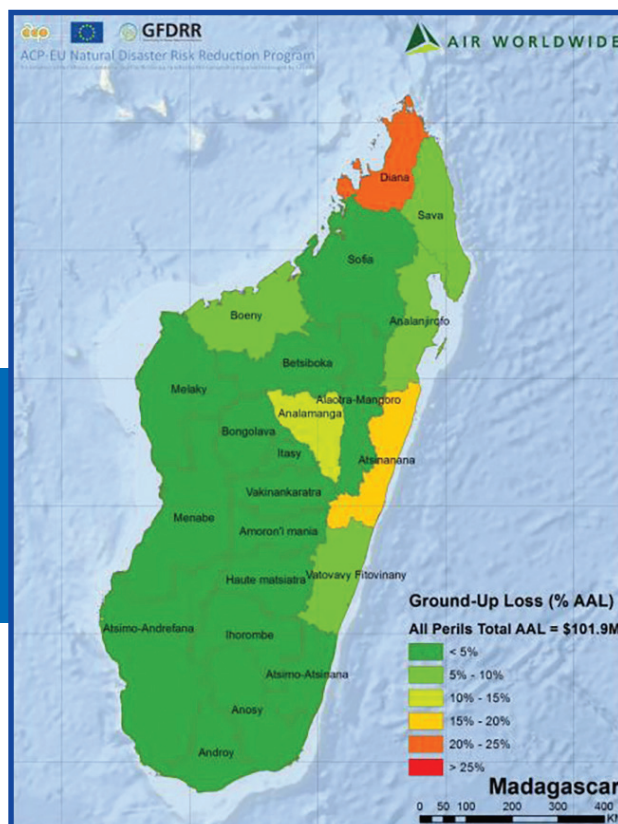 acp
GFDRR
AIR WORLDWIDE
ACP-EU Natural Disaster Risk Reduction Program
Diana
Sava
Sofia
Boeny
Analanjirofo
Betsiboka
Melaky
Alaotra-Mangoro
Analamanga
Bongolava
Itasy
Atsinanana
Vakinankaratra
Menabe
Amoron'i mania
Haute matsiatra
Vatovavy Fitovinany
Atsimo-Andrefana
Ihorombe
Atsimo-Atsinana
Anosy
Androy
Ground-Up Loss (% AAL)
All Perils Total AAL = $101.9M
< 5%
5% - 10%
10% - 15%
15% - 20%
20% - 25%
> 25%
Madagascar
0 50 100 200 300 400
KM